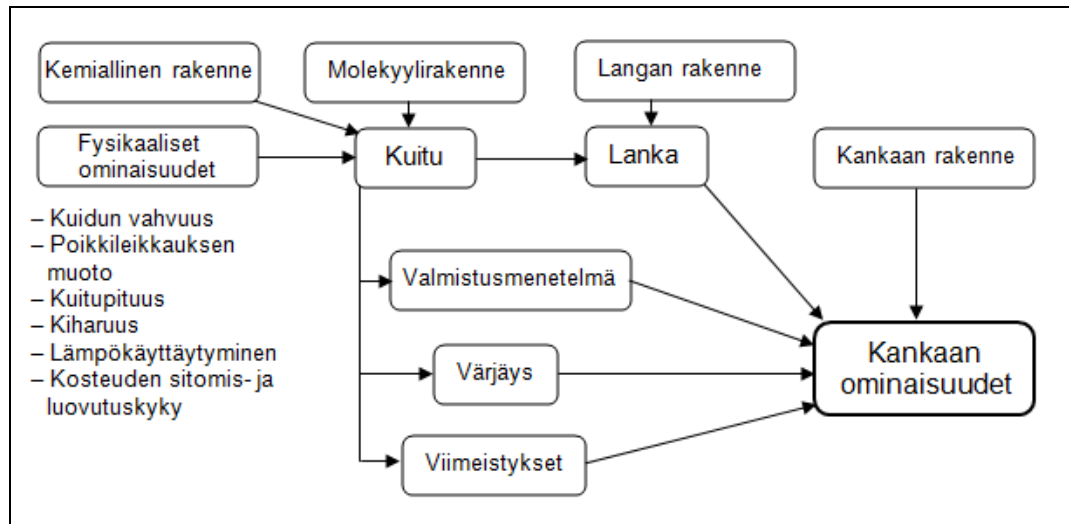 Kemiallinen rakenne
Molekyylirakenne
Langan rakenne
Fysikaaliset
ominaisuudet
Kuitu
Lanka
Kankaan rakenne
– Kuidun vahvuus
– Poikkileikkauksen
muoto
– Kuitupituus
– Kiharuus
– Lämpökäyttäytyminen
– Kosteuden sitomis- ja
luovutuskyky
Valmistusmenetelmä
Värjäys
Viimeistykset
Kankaan
ominaisuudet